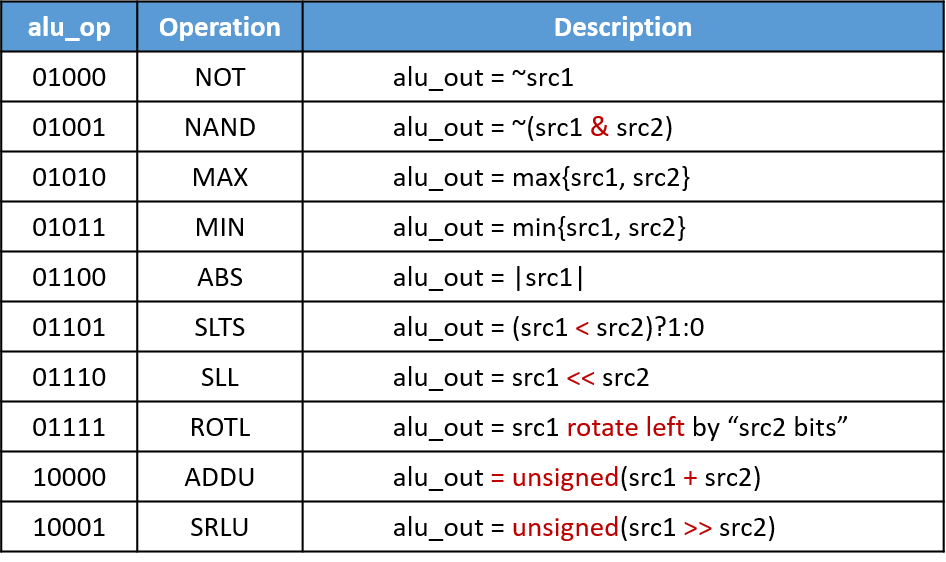 alu_op Operation Description
01000 NOT alu_out = ~src1
01001 NAND alu_out = ~(src1 & src2)
01010 MAX alu_out = max{src1, src2}
01011 MIN alu_out = min{src1, src2}
01100 ABS alu_out = |src1|
01101 SLTS alu_out = (src1 < src2)?1:0
01110 SLL alu_out = src1 << src2
01111 ROTL alu_out = src1 rotate left by “src2 bits”
10000 ADDU alu_out = unsigned(src1 + src2)
10001 SRLU alu_out = unsigned(src1 >> src2)